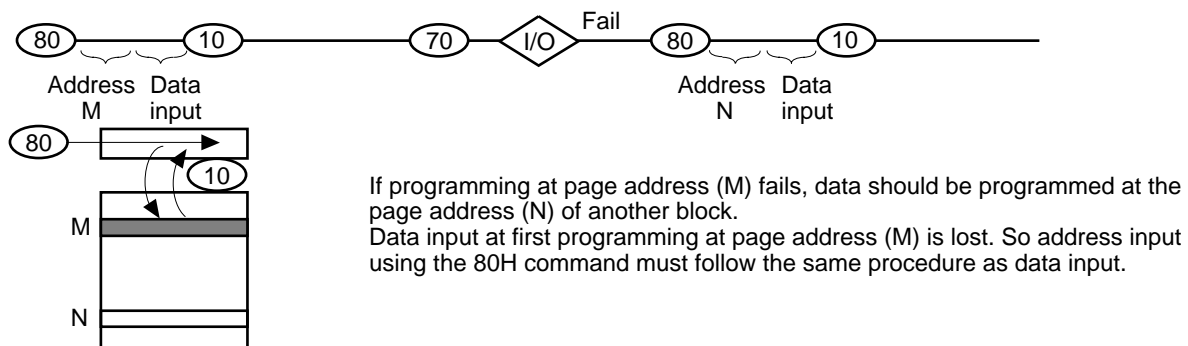 80 10 70 I/O Fail 80 10
Address Data Address Data
M input N input
80
10
If programming at page address (M) fails, data should be programmed at the
M page address (N) of another block.
Data input at first programming at page address (M) is lost. So address input
using the 80H command must follow the same procedure as data input.
N